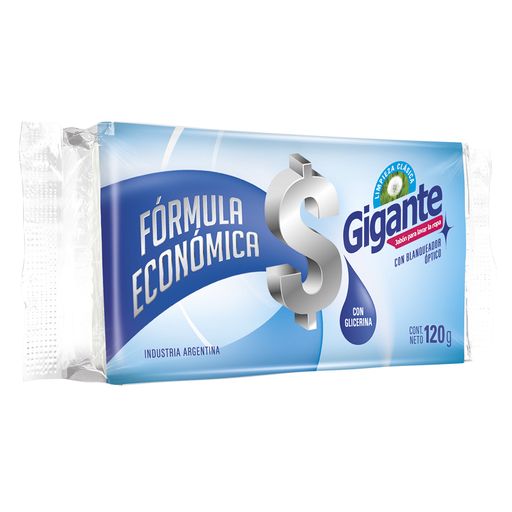 FÓRMULA
ECONÓMICA
$
INDUSTRIA ARGENTINA
LIMPIEZA CLÁSICA
Gigante
Jabón para lavar la ropa
CON BLANQUEADOR
ÓPTICO
CON
GLICERINA
CONT.
NETO 120g